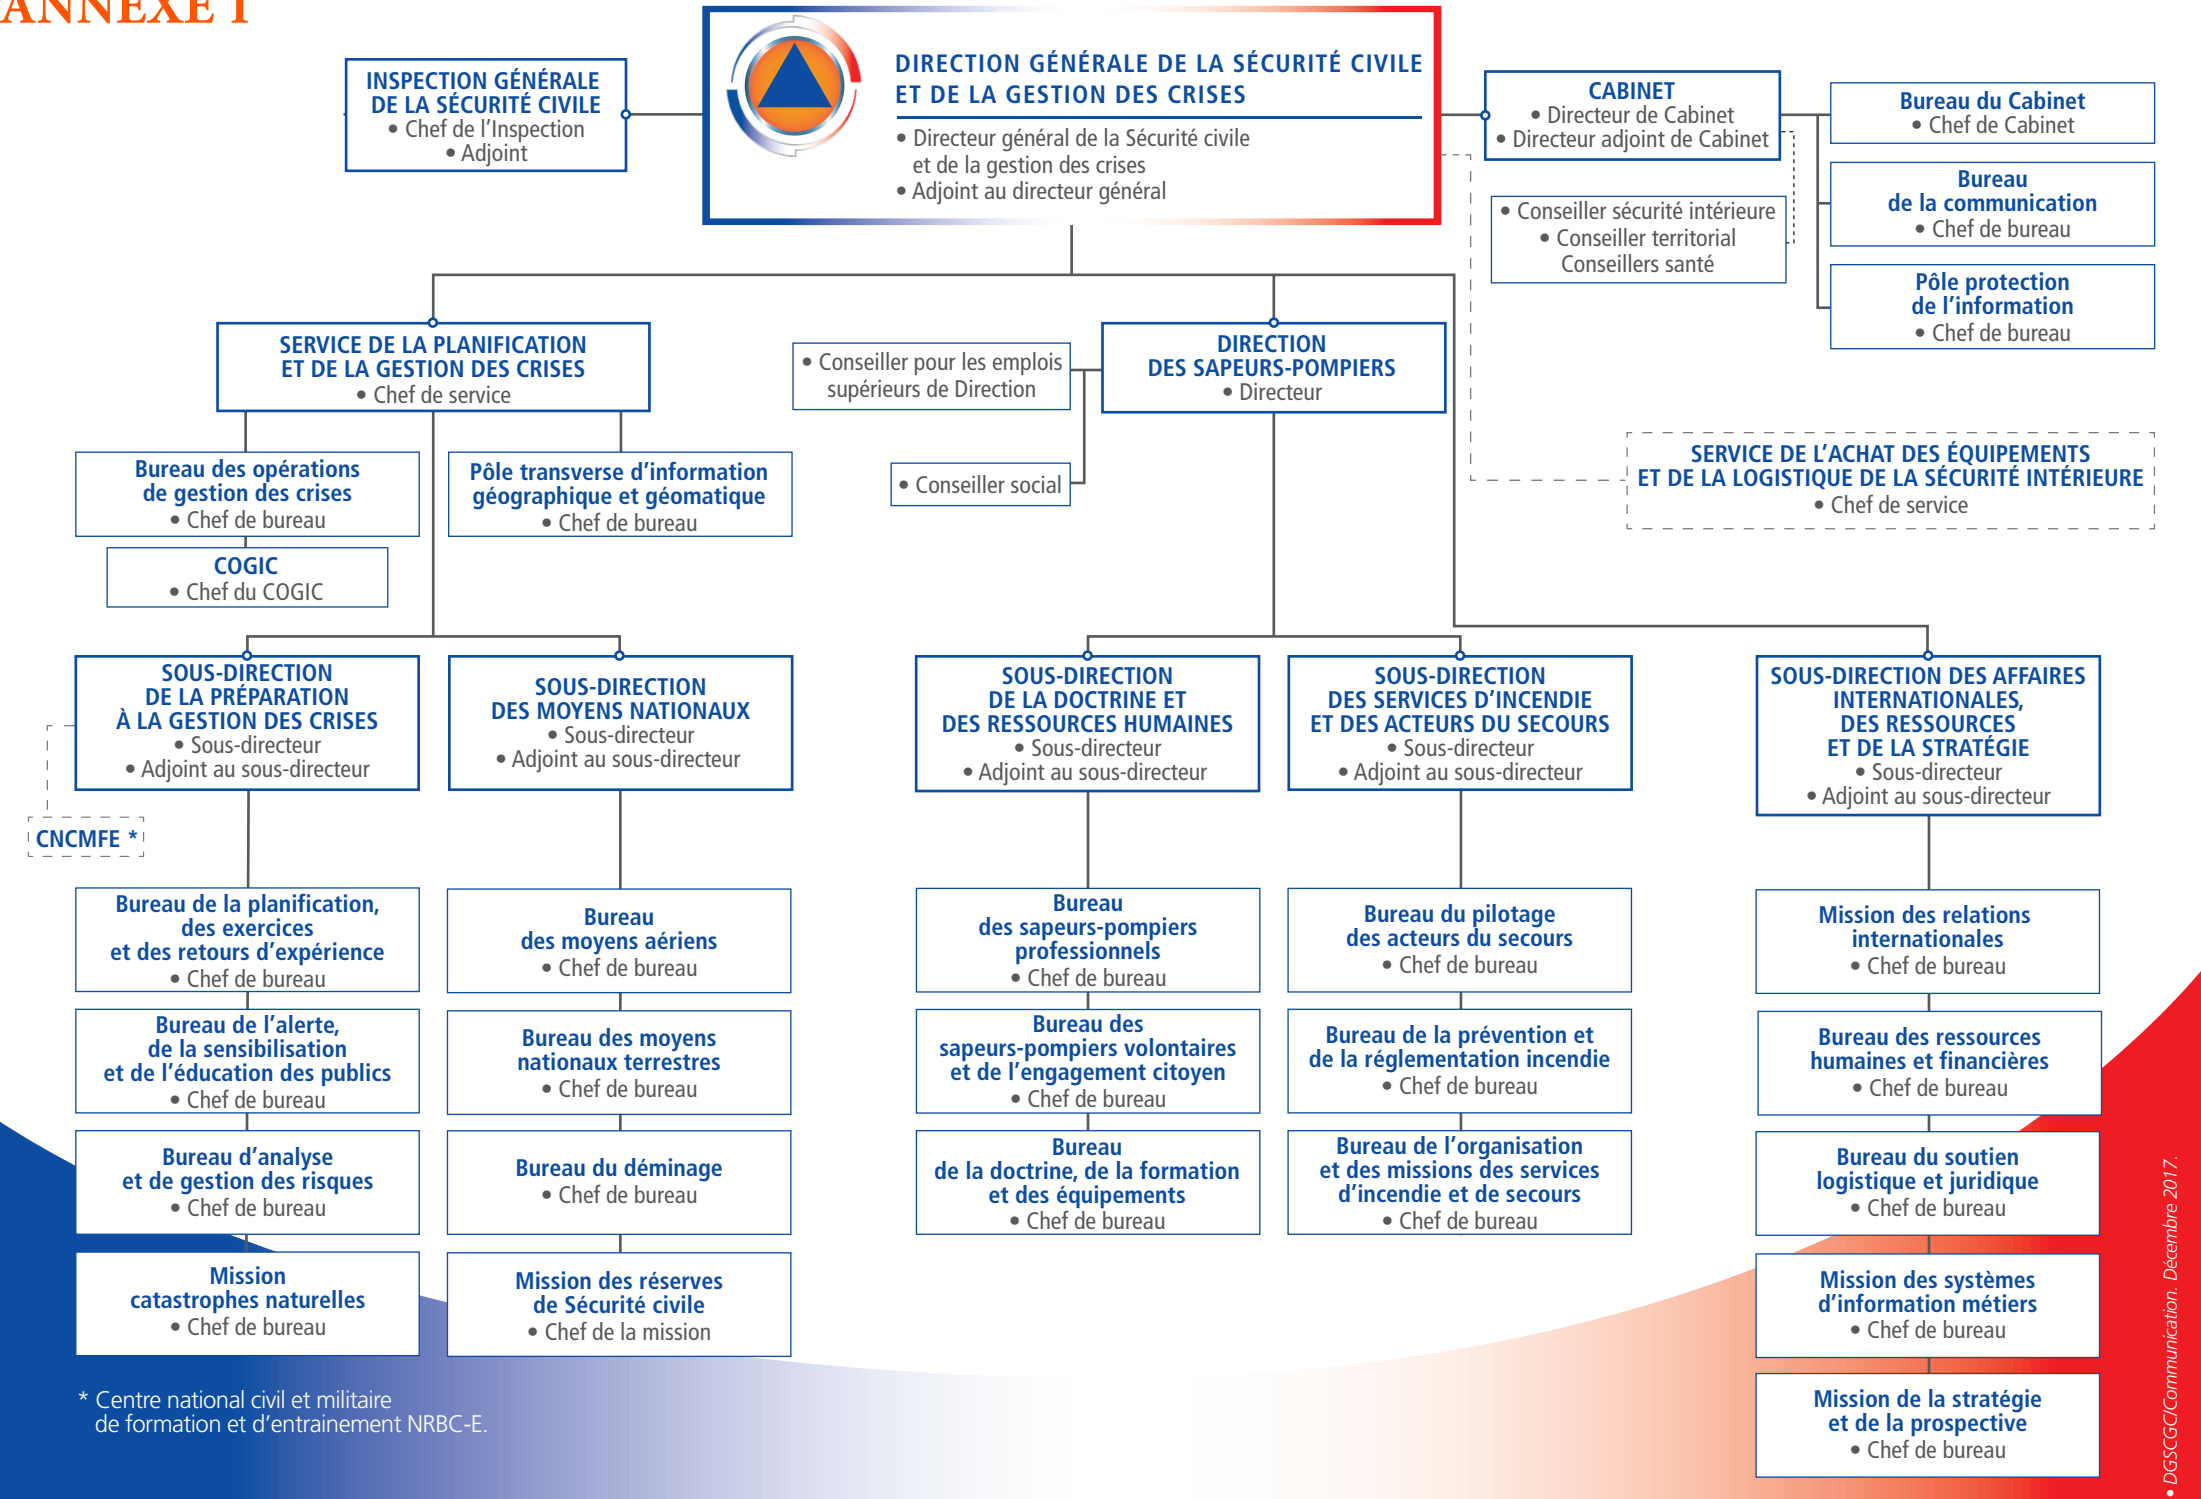 ANNEXE I
INSPECTION GÉNÉRALE
DE LA SÉCURITÉ CIVILE
• Chef de l'Inspection
• Adjoint
DIRECTION GÉNÉRALE DE LA SÉCURITÉ CIVILE
ET DE LA GESTION DES CRISES
• Directeur général de la Sécurité civile
et de la gestion des crises
• Adjoint au directeur général
CABINET
• Directeur de Cabinet
• Directeur adjoint de Cabinet
• Conseiller sécurité intérieure
• Conseiller territorial
Conseillers santé
Bureau du Cabinet
• Chef de Cabinet
Bureau
de la communication
• Chef de bureau
Pôle protection
de l'information
• Chef de bureau
SERVICE DE LA PLANIFICATION
ET DE LA GESTION DES CRISES
• Chef de service
• Conseiller pour les emplois
supérieurs de Direction
DIRECTION
DES SAPEURS-POMPIERS
• Directeur
• Conseiller social
SERVICE DE L'ACHAT DES ÉQUIPEMENTS
ET DE LA LOGISTIQUE DE LA SÉCURITÉ INTÉRIEURE
• Chef de service
Bureau des opérations
de gestion des crises
• Chef de bureau
Pôle transverse d'information
géographique et géomatique
• Chef de bureau
COGIC
• Chef du COGIC
SOUS-DIRECTION
DE LA PRÉPARATION
À LA GESTION DES CRISES
• Sous-directeur
• Adjoint au sous-directeur
CNCMFE *
Bureau de la planification,
des exercices
et des retours d'expérience
• Chef de bureau
Bureau de l'alerte,
de la sensibilisation
et de l'éducation des publics
• Chef de bureau
Bureau d'analyse
et de gestion des risques
• Chef de bureau
Mission
catastrophes naturelles
• Chef de bureau
SOUS-DIRECTION
DES MOYENS NATIONAUX
• Sous-directeur
• Adjoint au sous-directeur
Bureau
des moyens aériens
• Chef de bureau
Bureau des moyens
nationaux terrestres
• Chef de bureau
Bureau du déminage
• Chef de bureau
Mission des réserves
de Sécurité civile
• Chef de la mission
SOUS-DIRECTION
DE LA DOCTRINE ET
DES RESSOURCES HUMAINES
• Sous-directeur
• Adjoint au sous-directeur
Bureau
des sapeurs-pompiers
professionnels
• Chef de bureau
Bureau des
sapeurs-pompiers volontaires
et de l'engagement citoyen
• Chef de bureau
Bureau
de la doctrine, de la formation
et des équipements
• Chef de bureau
SOUS-DIRECTION
DES SERVICES D'INCENDIE
ET DES ACTEURS DU SECOURS
• Sous-directeur
• Adjoint au sous-directeur
Bureau du pilotage
des acteurs du secours
• Chef de bureau
Bureau de la prévention et
de la réglementation incendie
• Chef de bureau
Bureau de l'organisation
et des missions des services
d'incendie et de secours
• Chef de bureau
SOUS-DIRECTION DES AFFAIRES
INTERNATIONALES,
DES RESSOURCES
ET DE LA STRATÉGIE
• Sous-directeur
• Adjoint au sous-directeur
Mission des relations
internationales
• Chef de bureau
Bureau des ressources
humaines et financières
• Chef de bureau
Bureau du soutien
logistique et juridique
• Chef de bureau
Mission des systèmes
d'information métiers
• Chef de bureau
Mission de la stratégie
et de la prospective
• Chef de bureau
* Centre national civil et militaire
de formation et d'entrainement NRBC-E.
• DGSCGC/Communication. Décembre 2017.